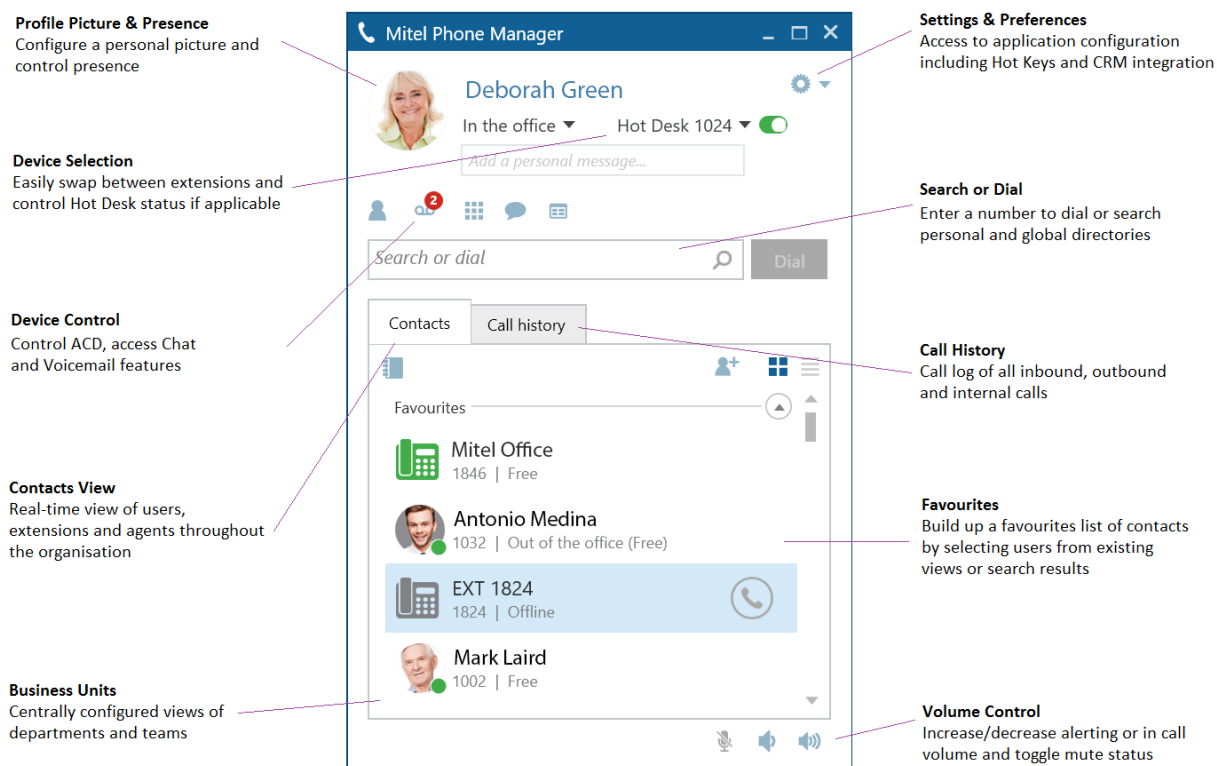 Profile Picture & Presence
Configure a personal picture and
control presence
Device Selection
Easily swap between extensions and
control Hot Desk status if applicable
Device Control
Control ACD, access Chat
and Voicemail features
Contacts View
Real-time view of users,
extensions and agents throughout
the organisation
Business Units
Centrally configured views of
departments and teams
Mitel Phone Manager
Deborah Green
In the office
Hot Desk 1024
Add a personal message...
2
Search or dial
Dial
Contacts
Call history
Favourites
Mitel Office
1846 | Free
Antonio Medina
1032 | Out of the office (Free)
EXT 1824
1824 | Offline
Mark Laird
1002 | Free
Settings & Preferences
Access to application configuration
including Hot Keys and CRM integration
Search or Dial
Enter a number to dial or search
personal and global directories
Call History
Call log of all inbound, outbound
and internal calls
Favourites
Build up a favourites list of contacts
by selecting users from existing
views or search results
Volume Control
Increase/decrease alerting or in call
volume and toggle mute status